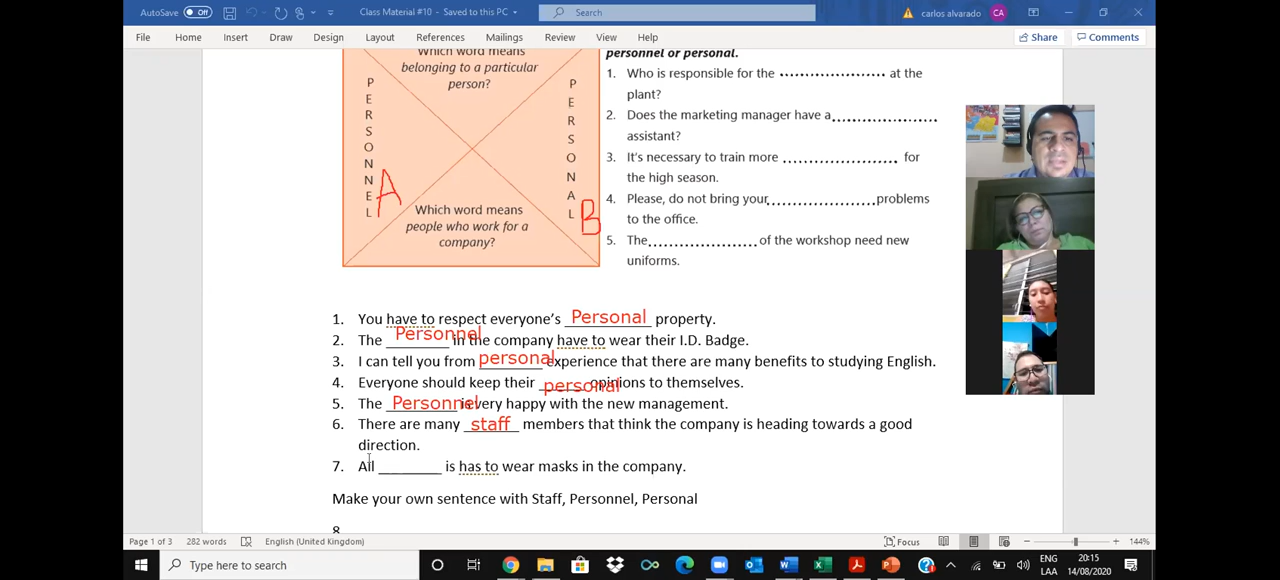 AutoSave Off Class Material #10 - Saved to this PC Search carlos alvarado CA
File Home Insert Draw Design Layout References Mailings Review View Help Share Comments
Which word means
belonging to a particular
person?
PERSONNEL
PERSONAL
A
B
Which word means
people who work for a
company?
personnel or personal.
1. Who is responsible for the ...................... at the
plant?
2. Does the marketing manager have a......................
assistant?
3. It's necessary to train more ...................... for
the high season.
4. Please, do not bring your......................problems
to the office.
5. The......................of the workshop need new
uniforms.
1. You have to respect everyone's Personal property.
2. The Personnel in the company have to wear their I.D. Badge.
3. I can tell you from personal experience that there are many benefits to studying English.
4. Everyone should keep their personal opinions to themselves.
5. The Personnel is very happy with the new management.
6. There are many staff members that think the company is heading towards a good
direction.
7. All ________ is has to wear masks in the company.
Make your own sentence with Staff, Personnel, Personal
8
Page 1 of 3 282 words English (United Kingdom) Focus 144%
Type here to search ENG 20:15
LAA 14/08/2020